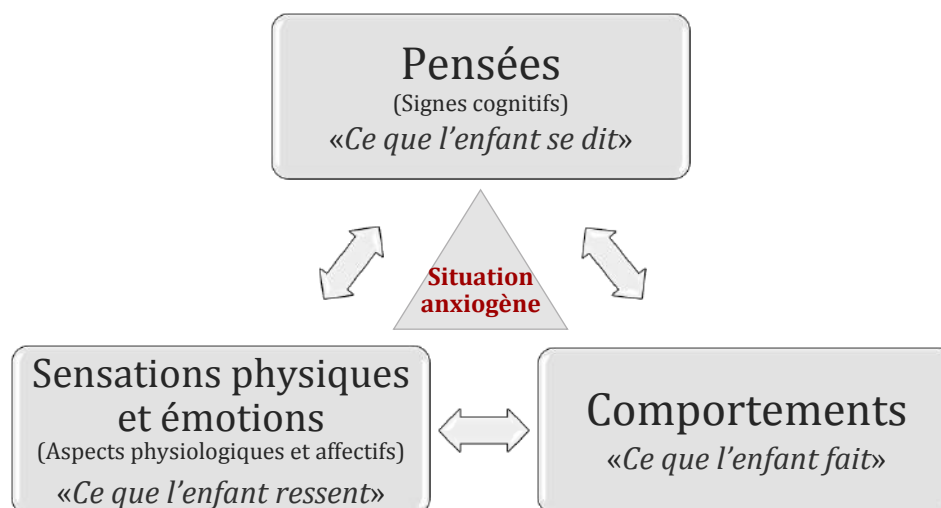 Pensées
(Signes cognitifs)
«Ce que l’enfant se dit»
Situation
anxiogène
Sensations physiques
et émotions
(Aspects physiologiques et affectifs)
«Ce que l’enfant ressent»
Comportements
«Ce que l’enfant fait»